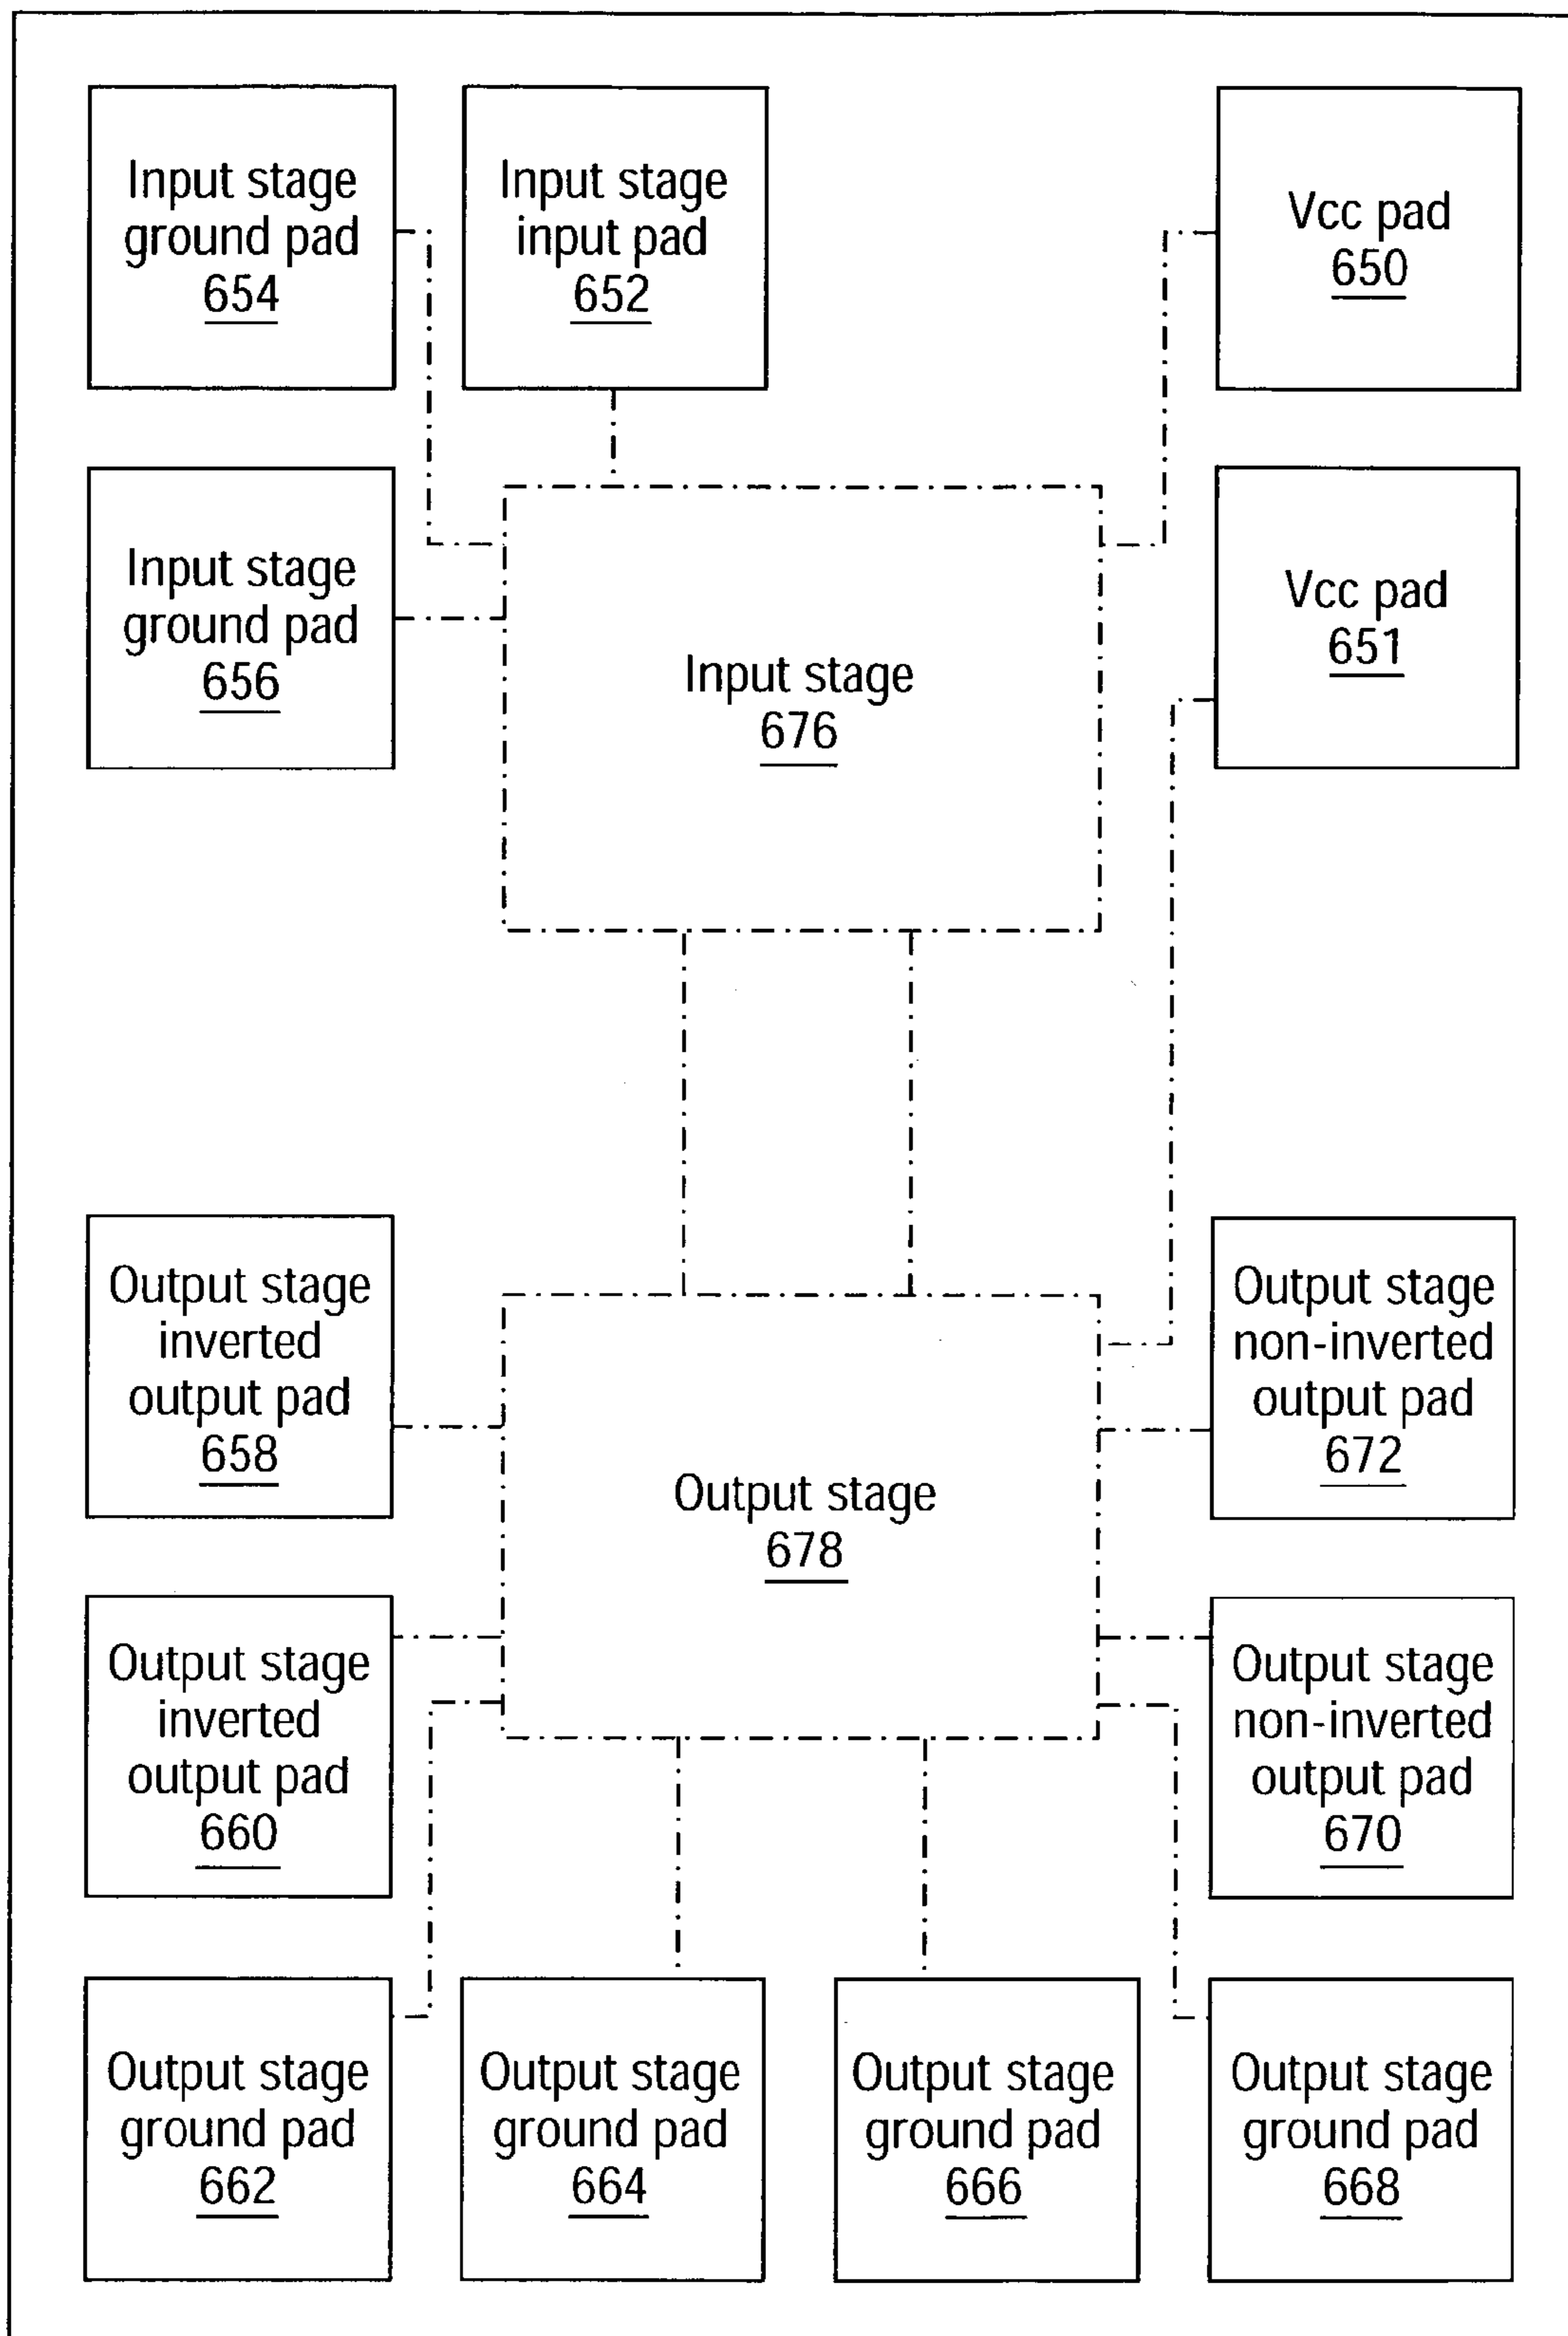 Input stage
ground pad
654
Input stage
input pad
652
Vcc pad
650
Input stage
ground pad
656
Input stage
676
Vcc pad
651
Output stage
inverted
output pad
658
Output stage
non-inverted
output pad
672
Output stage
678
Output stage
inverted
output pad
660
Output stage
non-inverted
output pad
670
Output stage
ground pad
662
Output stage
ground pad
664
Output stage
ground pad
666
Output stage
ground pad
668